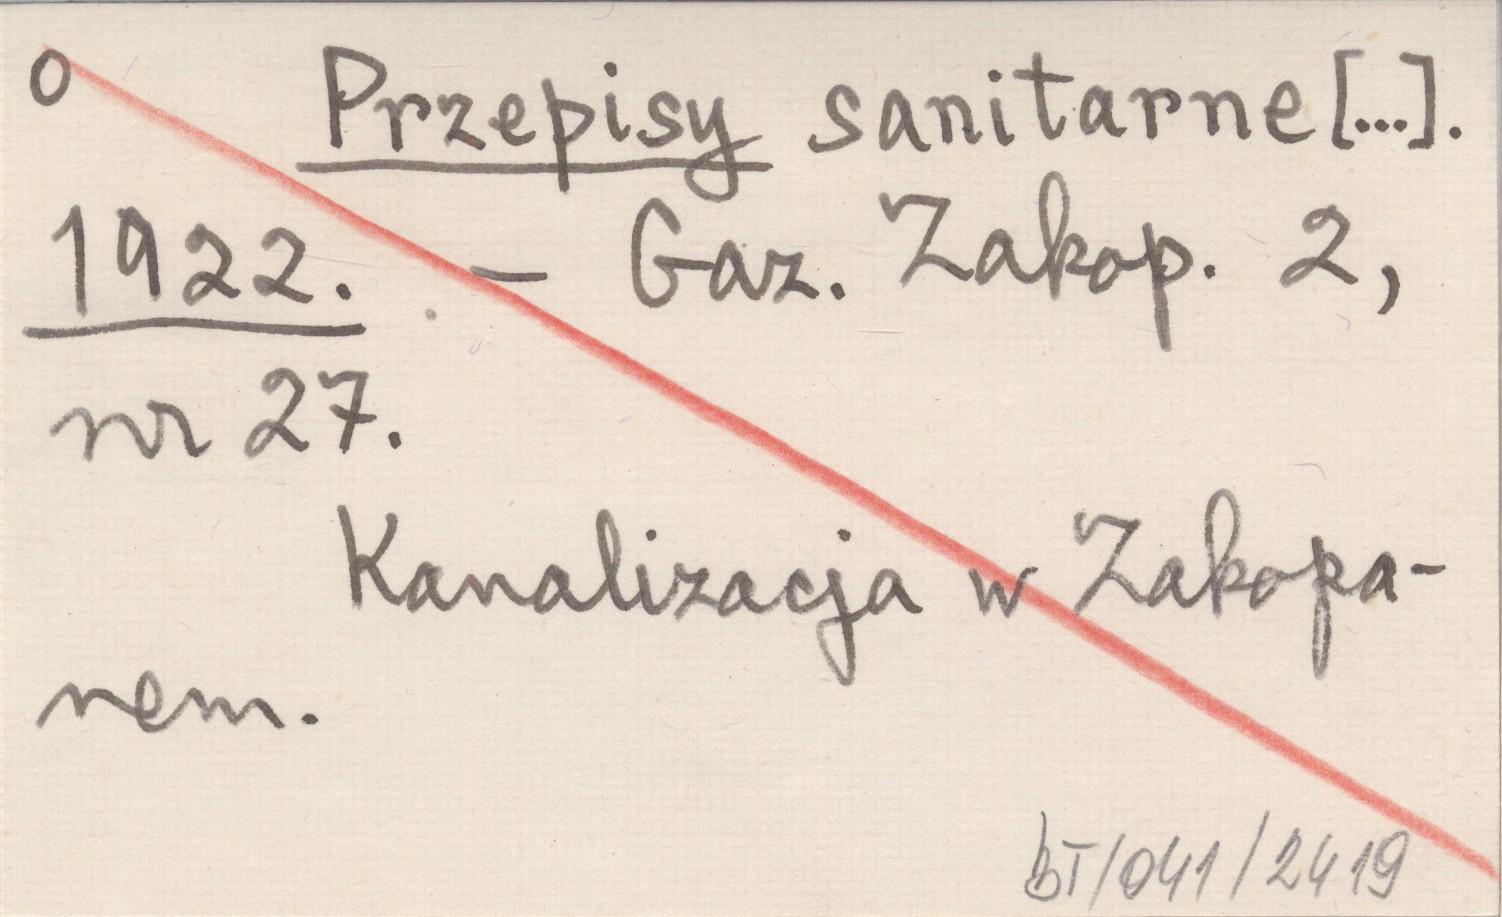 o Przepisy sanitarne [...].
1922. – Gaz. Zakop. 2,
nr 27.
Kanalizacja w Zakopa-
nem.
bT/041/2419